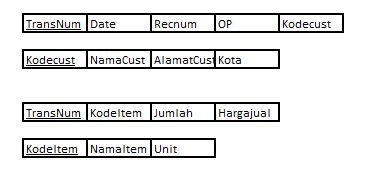 TransNum Date Recnum OP Kodecust
Kodecust NamaCust AlamatCust Kota
TransNum KodeItem Jumlah Hargajual
KodeItem NamaItem Unit